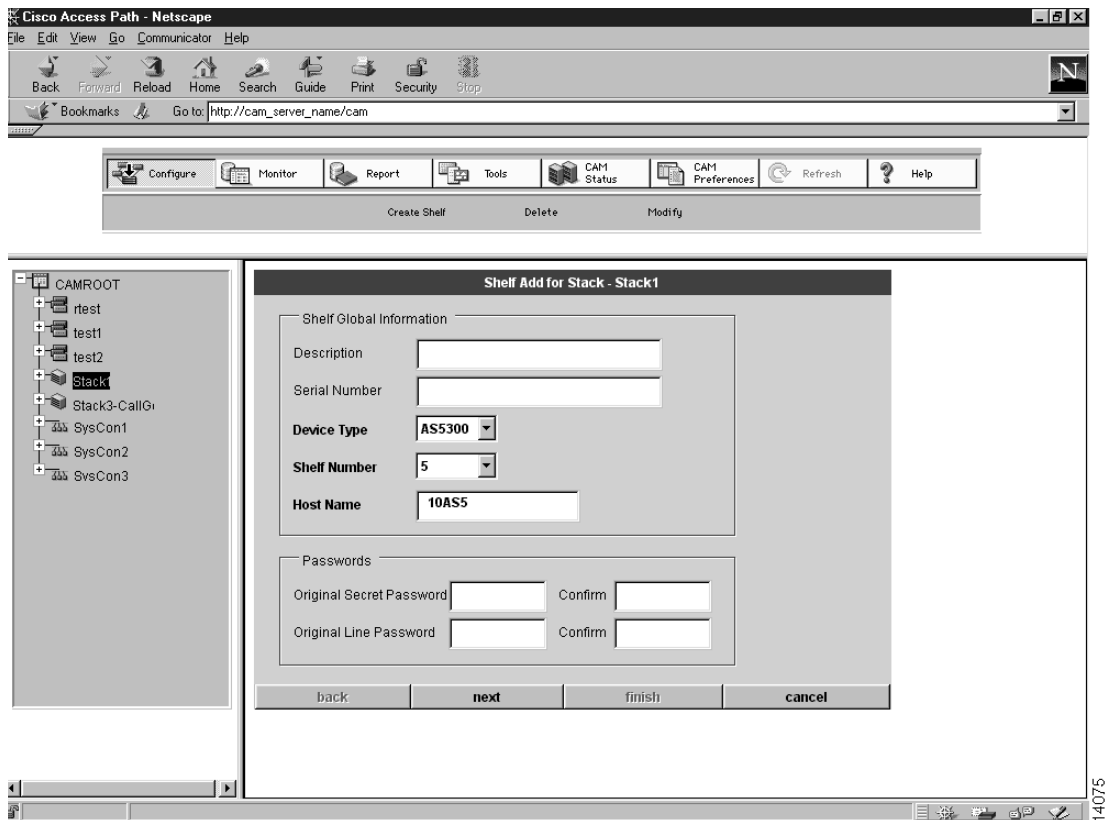 Cisco Access Path - Netscape
File Edit View Go Communicator Help
Back Forward Reload Home Search Guide Print Security Stop
N
Bookmarks Go to: http://cam_server_name/cam
Configure Monitor Report Tools CAM Status CAM Preferences Refresh Help
Create Shelf Delete Modify
CAMROOT
rtest
test1
test2
Stack1
Stack3-CallG
SysCon1
SysCon2
SysCon3
Shelf Add for Stack - Stack1
Shelf Global Information
Description
Serial Number
Device Type AS5300
Shelf Number 5
Host Name 10AS5
Passwords
Original Secret Password Confirm
Original Line Password Confirm
back next finish cancel
14075